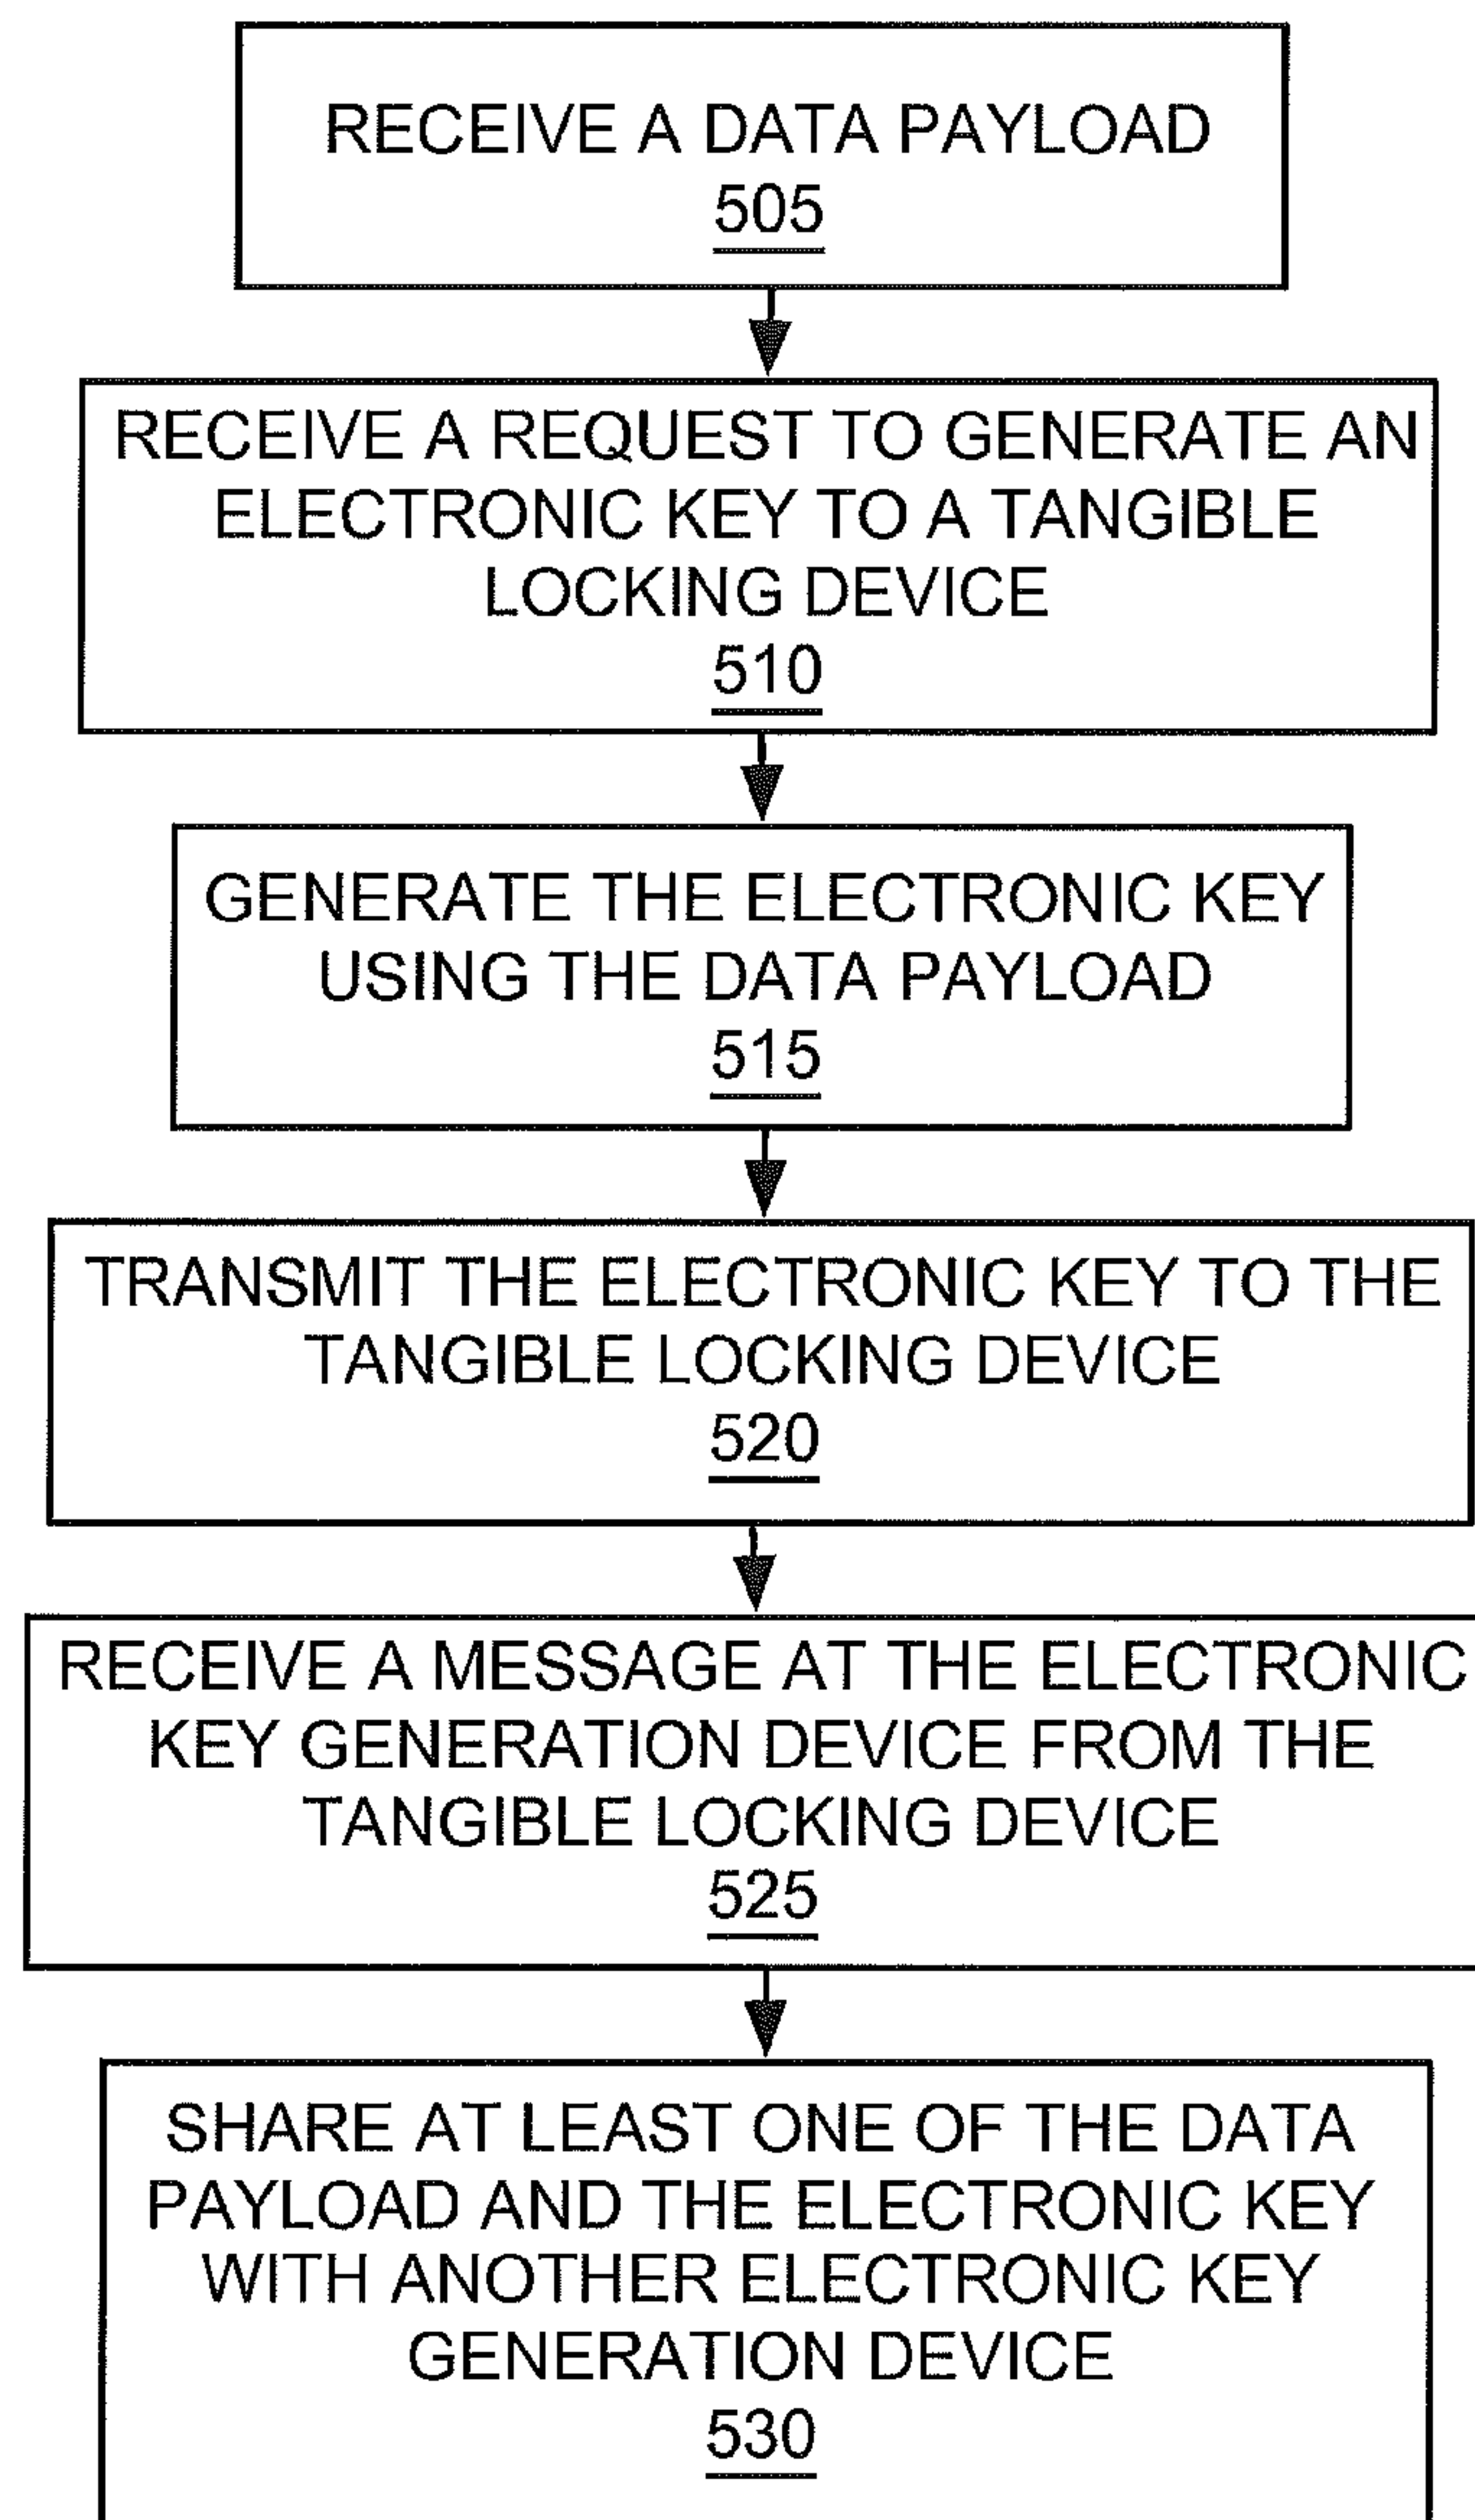 RECEIVE A DATA PAYLOAD
505
RECEIVE A REQUEST TO GENERATE AN
ELECTRONIC KEY TO A TANGIBLE
LOCKING DEVICE
510
GENERATE THE ELECTRONIC KEY
USING THE DATA PAYLOAD
515
TRANSMIT THE ELECTRONIC KEY TO THE
TANGIBLE LOCKING DEVICE
520
RECEIVE A MESSAGE AT THE ELECTRONIC
KEY GENERATION DEVICE FROM THE
TANGIBLE LOCKING DEVICE
525
SHARE AT LEAST ONE OF THE DATA
PAYLOAD AND THE ELECTRONIC KEY
WITH ANOTHER ELECTRONIC KEY
GENERATION DEVICE
530